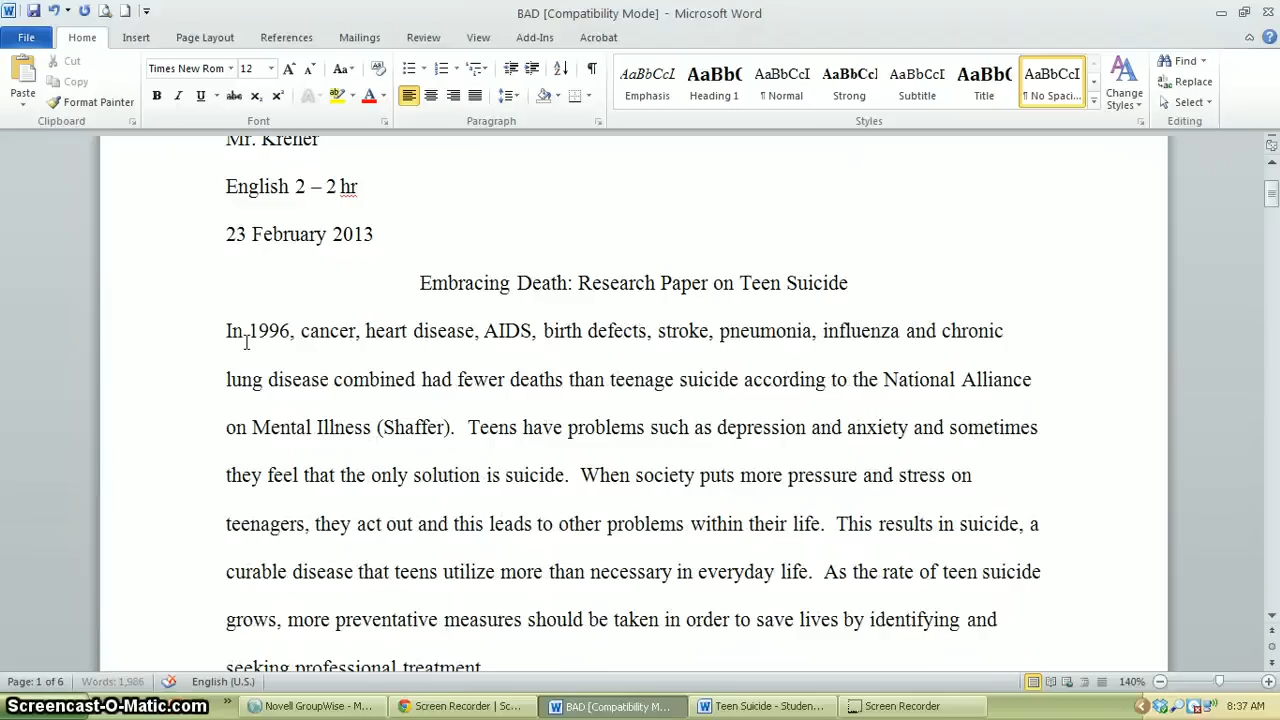 BAD [Compatibility Mode] - Microsoft Word
File Home Insert Page Layout References Mailings Review View Add-Ins Acrobat
Paste
Cut
Copy
Format Painter
Clipboard
Times New Rom 12
Font
Paragraph
AaBbCcI AaBbC AaBbCcI AaBbCcl AaBbCcI AaBbC AaBbCcI
Emphasis Heading 1 ¶ Normal Strong Subtitle Title ¶ No Spaci...
Change Styles
Styles
Find
Replace
Select
Editing
English 2 – 2 hr
23 February 2013
Embracing Death: Research Paper on Teen Suicide
In 1996, cancer, heart disease, AIDS, birth defects, stroke, pneumonia, influenza and chronic
lung disease combined had fewer deaths than teenage suicide according to the National Alliance
on Mental Illness (Shaffer). Teens have problems such as depression and anxiety and sometimes
they feel that the only solution is suicide. When society puts more pressure and stress on
teenagers, they act out and this leads to other problems within their life. This results in suicide, a
curable disease that teens utilize more than necessary in everyday life. As the rate of teen suicide
grows, more preventative measures should be taken in order to save lives by identifying and
seeking professional treatment.
Page: 1 of 6 Words: 1,986 English (U.S.) 140%
SCREENCAST-O-MATIC.com
Novell GroupWise - M... Screen Recorder | Sc... BAD [Compatibility M... Teen Suicide - Studen... Screen Recorder 8:37 AM